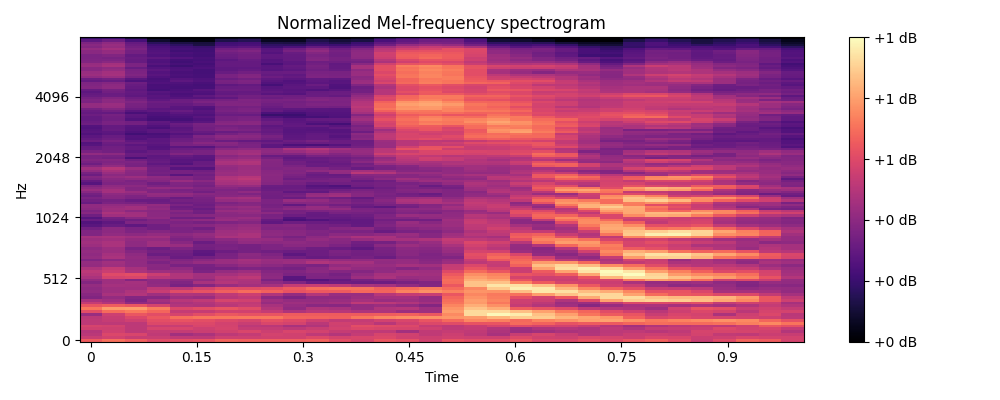 Normalized Mel-frequency spectrogram
Hz
4096
2048
1024
512
0
0 0.15 0.3 0.45 0.6 0.75 0.9
Time
+1 dB
+1 dB
+1 dB
+0 dB
+0 dB
+0 dB